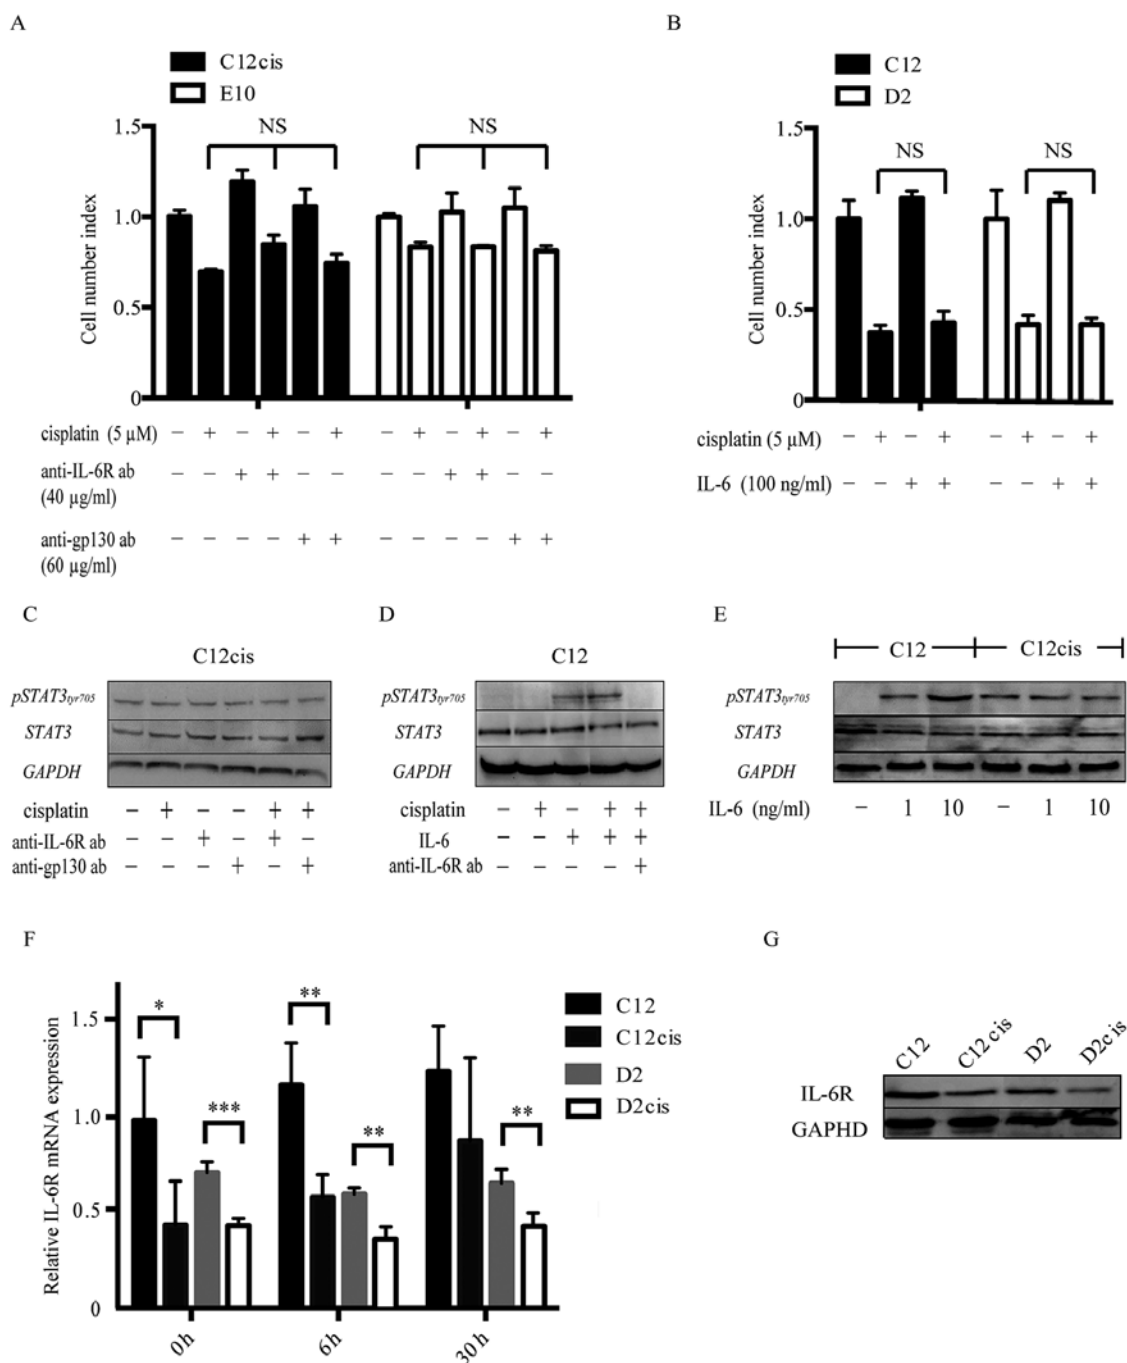 A
C12cis
E10
1.5
1.0
0.5
0
Cell number index
NS
NS
cisplatin (5 µM) – + – + – + – + – + – +
anti-IL-6R ab – – + + – – – – + + – –
(40 µg/ml)
anti-gp130 ab – – – – + + – – – – + +
(60 µg/ml)
B
C12
D2
1.5
1.0
0.5
0
Cell number index
NS
NS
cisplatin (5 µM) – + – + – + – +
IL-6 (100 ng/ml) – – + + – – + +
C
C12cis
pSTAT3tyr705
STAT3
GAPDH
cisplatin – + – – + +
anti-IL-6R ab – – + – + –
anti-gp130 ab – – – + – +
D
C12
pSTAT3tyr705
STAT3
GAPDH
cisplatin – + – + +
IL-6 – – + + +
anti-IL-6R ab – – – – +
E
C12 C12cis
pSTAT3tyr705
STAT3
GAPDH
IL-6 (ng/ml) – 1 10 – 1 10
F
Relative IL-6R mRNA expression
1.5
1.0
0.5
0
*
***
**
**
**
0h
6h
30h
C12
C12cis
D2
D2cis
G
C12 C12cis D2 D2cis
IL-6R
GAPHD